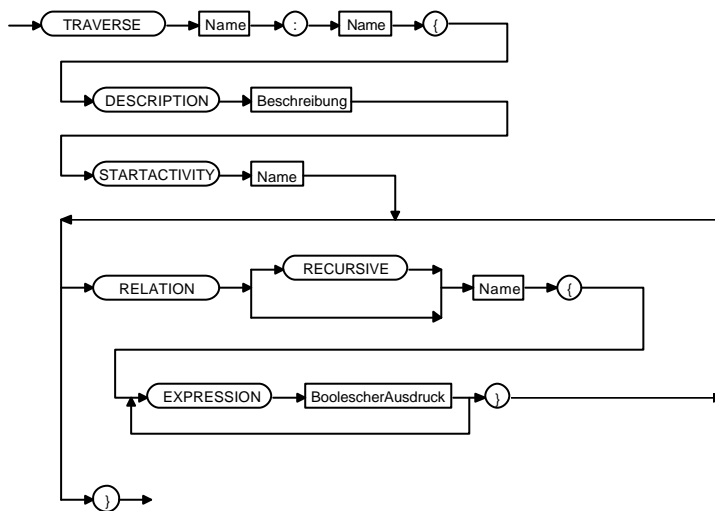 TRAVERSE Name : Name {
DESCRIPTION Beschreibung
STARTACTIVITY Name
RECURSIVE
RELATION Name {
EXPRESSION BoolescherAusdruck }
}